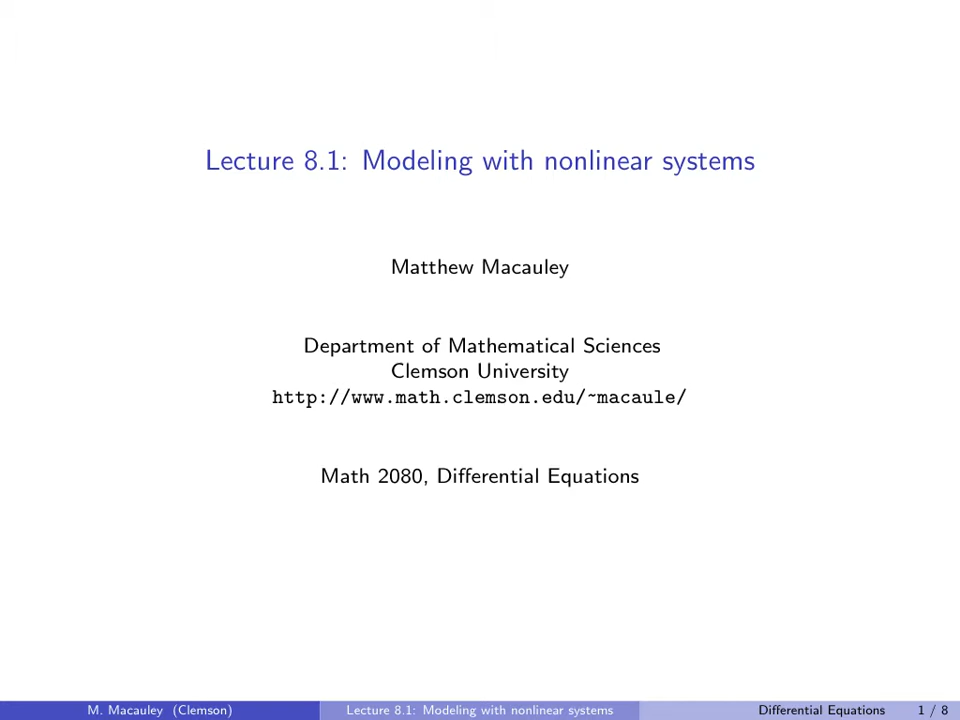 Lecture 8.1: Modeling with nonlinear systems
Matthew Macauley
Department of Mathematical Sciences
Clemson University
http://www.math.clemson.edu/~macaule/
Math 2080, Differential Equations
M. Macauley (Clemson) Lecture 8.1: Modeling with nonlinear systems Differential Equations 1 / 8